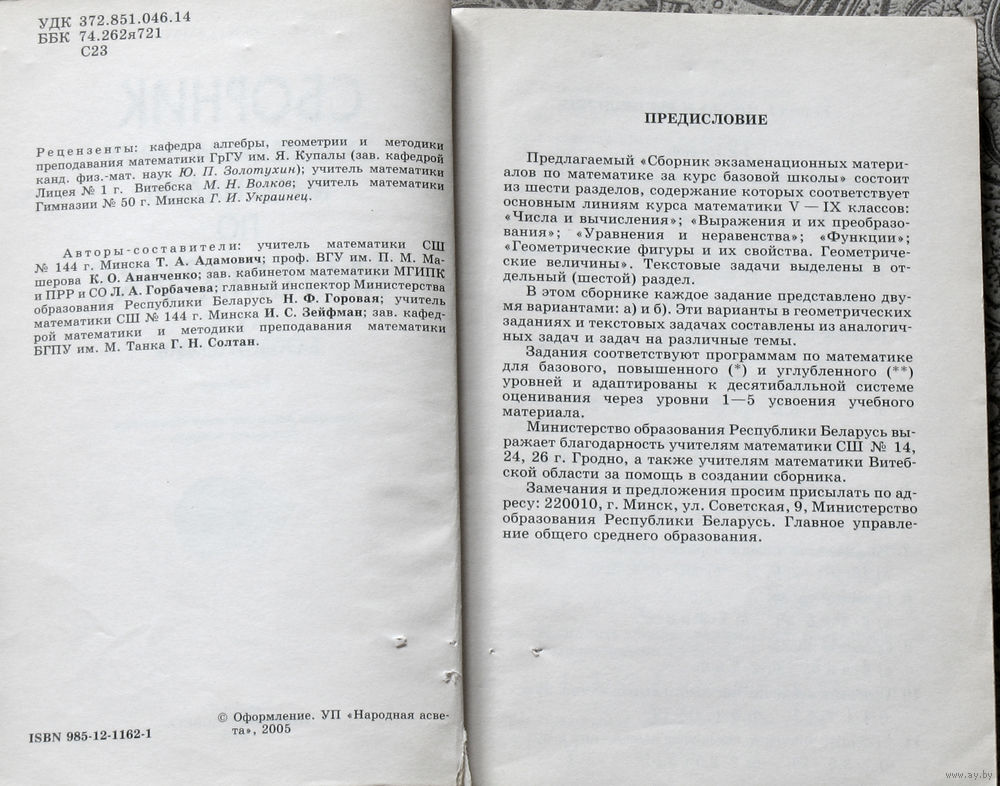 УДК 372.851.046.14
ББК 74.262я721
С23
Рецензенты: кафедра алгебры, геометрии и методики
преподавания математики ГрГУ им. Я. Купалы (зав. кафедрой
канд. физ.-мат. наук Ю. П. Золотухин); учитель математики
Лицея № 1 г. Витебска М. Н. Волков; учитель математики
Гимназии № 50 г. Минска Г. И. Украинец.
Авторы-составители: учитель математики СШ
№ 144 г. Минска Т. А. Адамович; проф. ВГУ им. П. М. Ма-
шерова К. О. Ананченко; зав. кабинетом математики МГИПК
и ПРР и СО Л. А. Горбачева; главный инспектор Министерства
образования Республики Беларусь Н. Ф. Горовая; учитель
математики СШ № 144 г. Минска И. С. Зейфман; зав. кафед-
рой математики и методики преподавания математики
БГПУ им. М. Танка Г. Н. Солтан.
© Оформление. УП «Народная асве-
та», 2005
ISBN 985-12-1162-1
ПРЕДИСЛОВИЕ
Предлагаемый «Сборник экзаменационных матери-
алов по математике за курс базовой школы» состоит
из шести разделов, содержание которых соответствует
основным линиям курса математики V — IX классов:
«Числа и вычисления»; «Выражения и их преобразо-
вания»; «Уравнения и неравенства»; «Функции»;
«Геометрические фигуры и их свойства. Геометриче-
ские величины». Текстовые задачи выделены в от-
дельный (шестой) раздел.
В этом сборнике каждое задание представлено дву-
мя вариантами: а) и б). Эти варианты в геометрических
заданиях и текстовых задачах составлены из аналогич-
ных задач и задач на различные темы.
Задания соответствуют программам по математике
для базового, повышенного (*) и углубленного (**)
уровней и адаптированы к десятибалльной системе
оценивания через уровни 1—5 усвоения учебного
материала.
Министерство образования Республики Беларусь вы-
ражает благодарность учителям математики СШ № 14,
24, 26 г. Гродно, а также учителям математики Витеб-
ской области за помощь в создании сборника.
Замечания и предложения просим присылать по ад-
ресу: 220010, г. Минск, ул. Советская, 9, Министерство
образования Республики Беларусь. Главное управле-
ние общего среднего образования.
www.ay.by